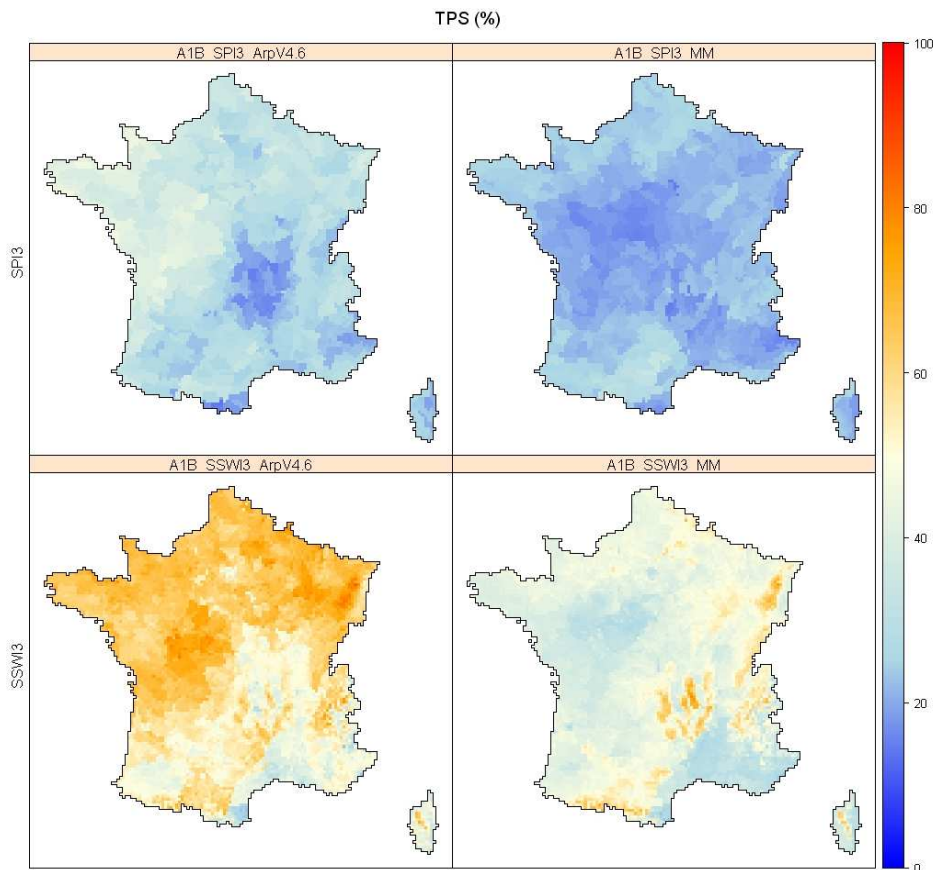 TPS (%)
A1B SPI3 ArpV4.6
A1B SPI3 MM
SPI3
A1B SSWI3 ArpV4.6
A1B SSWI3 MM
SSWI3
100
80
60
40
20
0